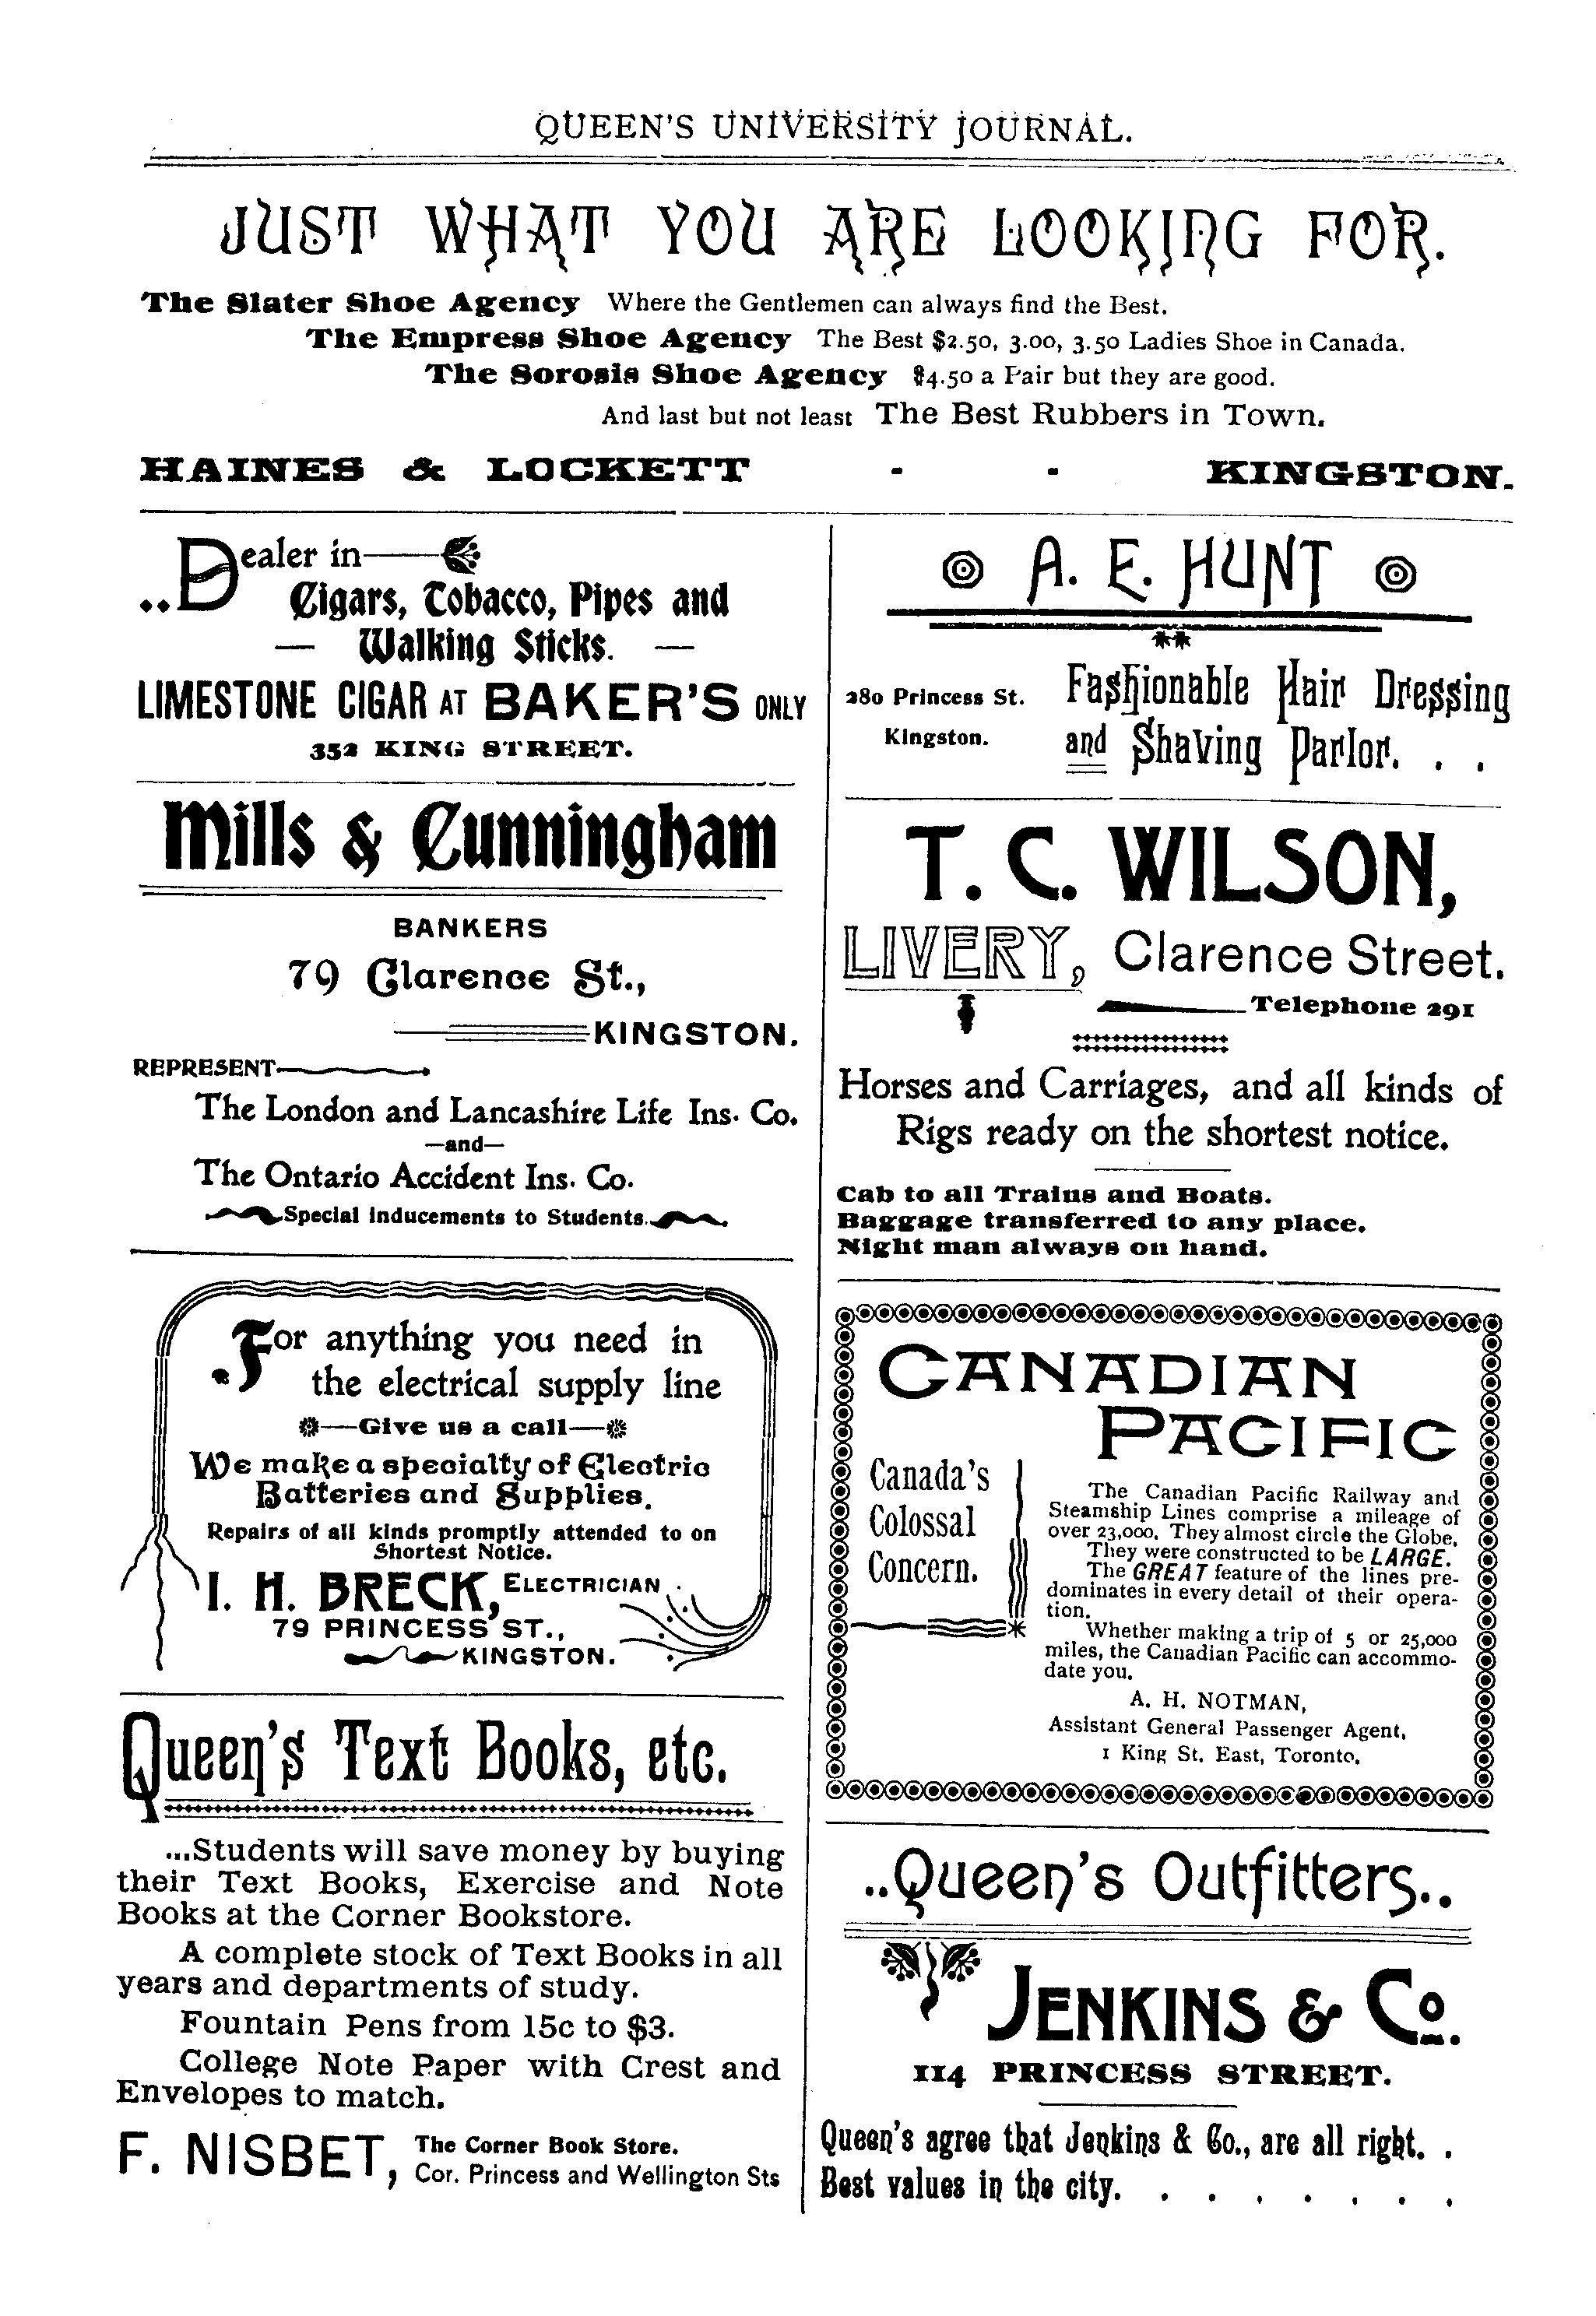 QUEEN'S UNIVERSITY JOURNAL.
JUST WHAT YOU ARE LOOKING FOR.
The Slater Shoe Agency Where the Gentlemen can always find the Best.
The Empress Shoe Agency The Best $2.50, 3.00, 3.50 Ladies Shoe in Canada.
The Sorosis Shoe Agency $4.50 a Pair but they are good.
And last but not least The Best Rubbers in Town.
HAINES & LOCKETT - - KINGSTON.
..Dealer in
Cigars, Tobacco, Pipes and
— Walking Sticks. —
LIMESTONE CIGAR AT BAKER'S ONLY
352 KING STREET.
Mills & Cunningham
BANKERS
79 Clarence St.,
KINGSTON.
REPRESENT
The London and Lancashire Life Ins. Co.
—and—
The Ontario Accident Ins. Co.
Special Inducements to Students.
For anything you need in
the electrical supply line
—Give us a call—
We make a specialty of Electric
Batteries and Supplies.
Repairs of all kinds promptly attended to on
Shortest Notice.
I. H. BRECK, ELECTRICIAN
79 PRINCESS ST.,
KINGSTON.
Queen's Text Books, etc.
...Students will save money by buying
their Text Books, Exercise and Note
Books at the Corner Bookstore.
A complete stock of Text Books in all
years and departments of study.
Fountain Pens from 15c to $3.
College Note Paper with Crest and
Envelopes to match.
F. NISBET, The Corner Book Store.
Cor. Princess and Wellington Sts
A. E. HUNT
280 Princess St.
Kingston.
Fashionable Hair Dressing
and Shaving Parlor. . .
T. C. WILSON,
LIVERY, Clarence Street.
Telephone 291
Horses and Carriages, and all kinds of
Rigs ready on the shortest notice.
Cab to all Trains and Boats.
Baggage transferred to any place.
Night man always on hand.
CANADIAN
PACIFIC
Canada's
Colossal
Concern.
The Canadian Pacific Railway and
Steamship Lines comprise a mileage of
over 23,000. They almost circle the Globe.
They were constructed to be LARGE.
The GREAT feature of the lines pre-
dominates in every detail of their opera-
tion.
Whether making a trip of 5 or 25,000
miles, the Canadian Pacific can accommo-
date you.
A. H. NOTMAN,
Assistant General Passenger Agent,
1 King St. East, Toronto.
..Queen's Outfitters..
JENKINS & Co.
114 PRINCESS STREET.
Queen's agree that Jenkins & Co., are all right. .
Best values in the city. . . . . . . .